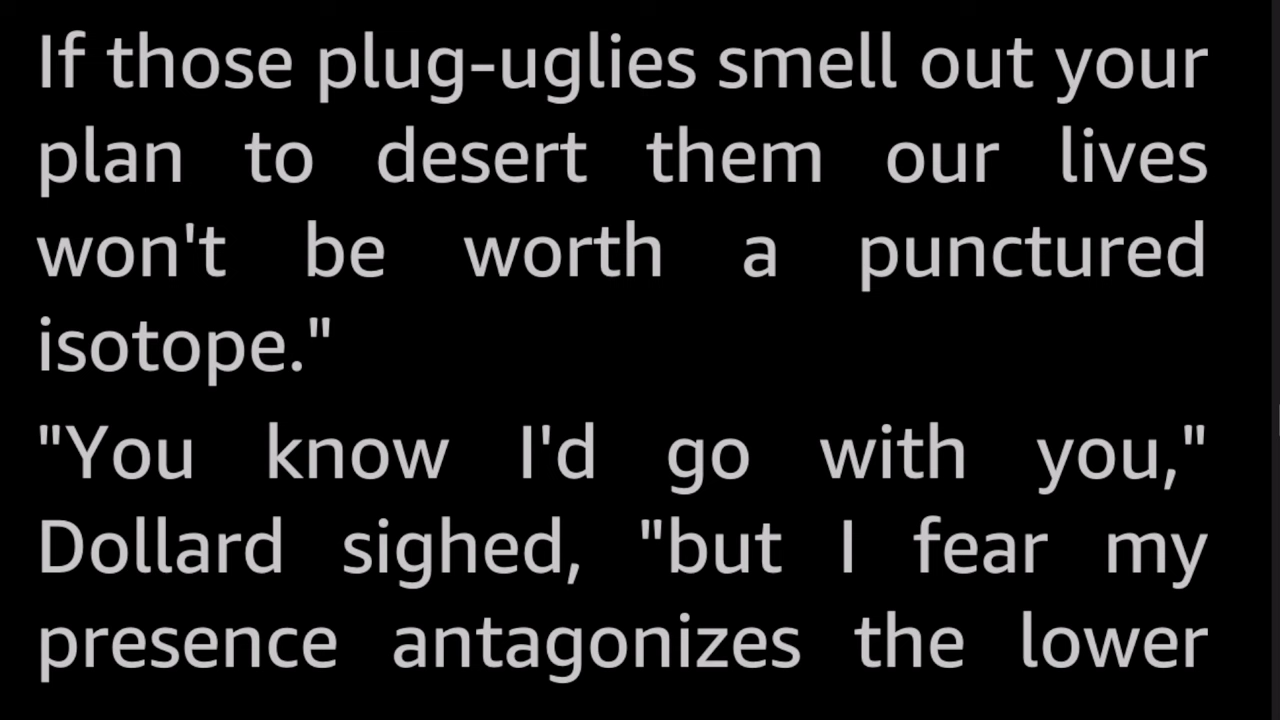 If those plug-uglies smell out your
plan to desert them our lives
won't be worth a punctured
isotope."
"You know I'd go with you,"
Dollard sighed, "but I fear my
presence antagonizes the lower